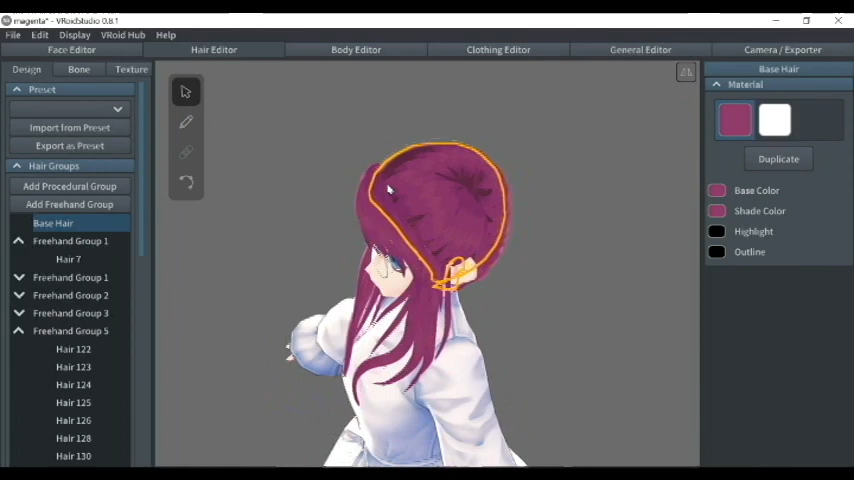 magenta* - VRoidStudio 0.8.1
File Edit Display VRoid Hub Help
Face Editor Hair Editor Body Editor Clothing Editor General Editor Camera / Exporter
Design Bone Texture
Preset
Import from Preset
Export as Preset
Hair Groups
Add Procedural Group
Add Freehand Group
Base Hair
Freehand Group 1
Hair 7
Freehand Group 1
Freehand Group 2
Freehand Group 3
Freehand Group 5
Hair 122
Hair 123
Hair 124
Hair 125
Hair 126
Hair 128
Hair 130
Base Hair
Material
Duplicate
Base Color
Shade Color
Highlight
Outline